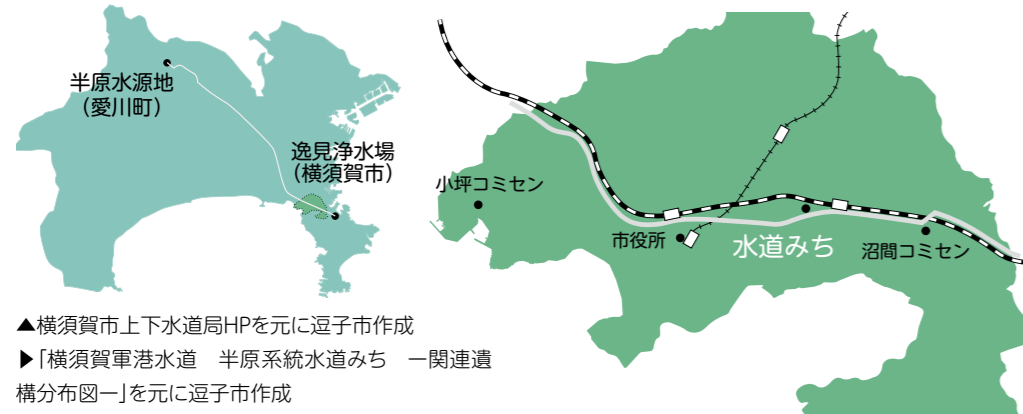 半原水源地
（愛川町）
逸見浄水場
（横須賀市）
▲横須賀市上下水道局HPを元に逗子市作成
▶｢横須賀軍港水道　半原系統水道みち　ー関連遺
構分布図ー｣を元に逗子市作成
小坪コミセン
市役所
水道みち
沼間コミセン